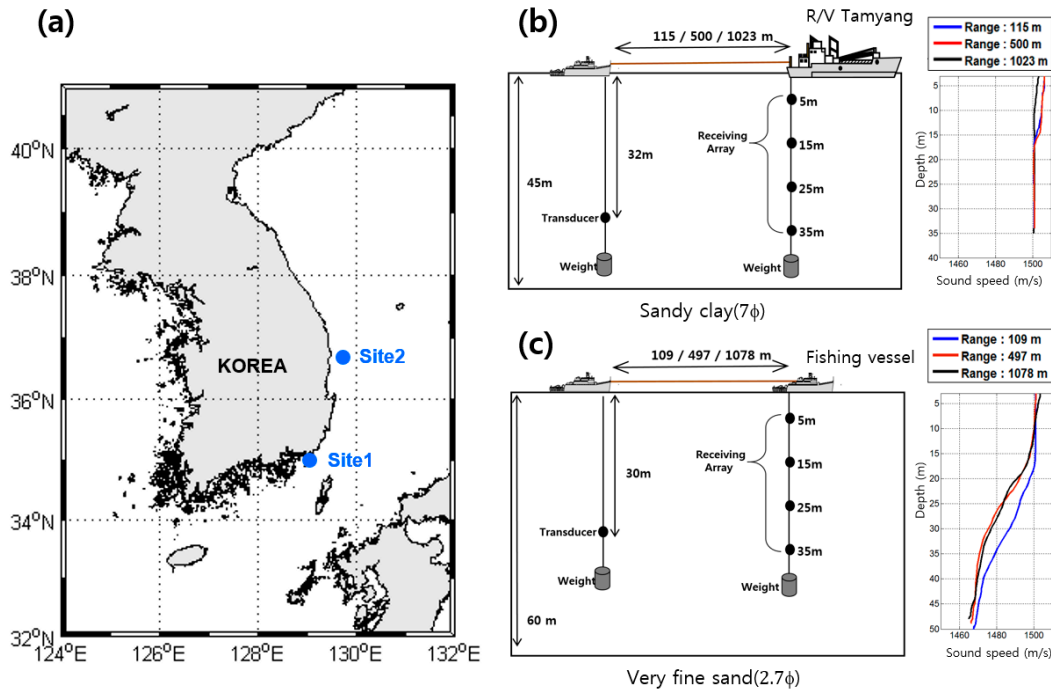 (a)
40°N
38°N
36°N
34°N
32°N
124°E
126°E
128°E
130°E
132°E
KOREA
Site2
Site1
(b)
R/V Tamyang
115 / 500 / 1023 m
5m
15m
25m
35m
Receiving
Array
32m
45m
Transducer
Weight
Weight
Sandy clay(7ϕ)
Range : 115 m
Range : 500 m
Range : 1023 m
Depth (m)
5
10
15
20
25
30
35
40
1460
1480
1500
Sound speed (m/s)
(c)
Fishing vessel
109 / 497 / 1078 m
5m
15m
25m
35m
Receiving
Array
30m
Transducer
Weight
Weight
60 m
Very fine sand(2.7ϕ)
Range : 109 m
Range : 497 m
Range : 1078 m
Depth (m)
5
10
15
20
25
30
35
40
45
50
1460
1480
1500
Sound speed (m/s)